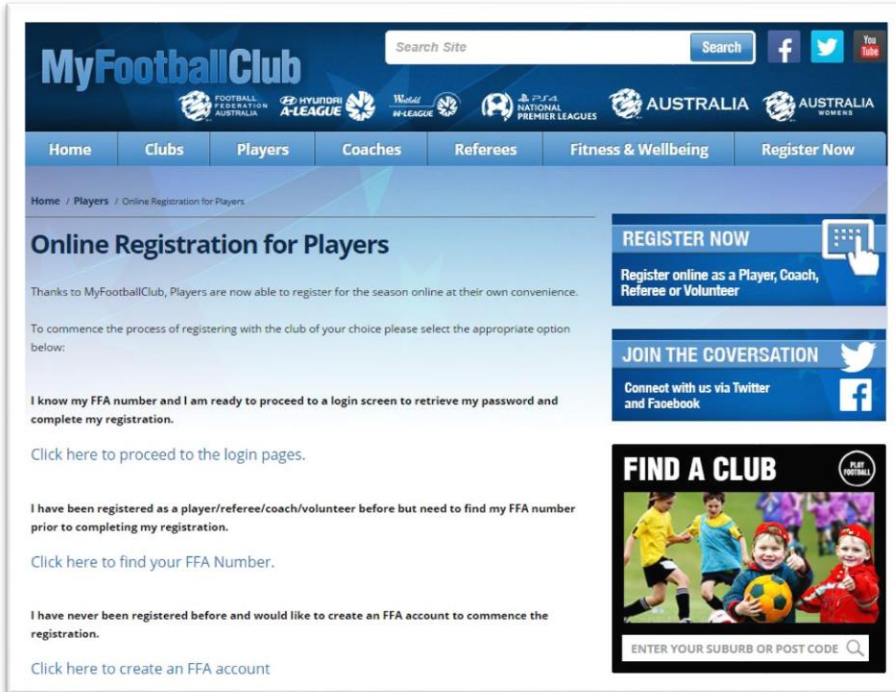 MyFootballClub
Search Site
Search
You
Tube
FOOTBALL
FEDERATION
AUSTRALIA
HYUNDAI
A-LEAGUE
Westfield
W-LEAGUE
PS4
NATIONAL
PREMIER LEAGUES
AUSTRALIA
AUSTRALIA
WOMENS
Home Clubs Players Coaches Referees Fitness & Wellbeing Register Now
Home / Players / Online Registration for Players
Online Registration for Players
Thanks to MyFootballClub, Players are now able to register for the season online at their own convenience.
To commence the process of registering with the club of your choice please select the appropriate option
below:
I know my FFA number and I am ready to proceed to a login screen to retrieve my password and
complete my registration.
Click here to proceed to the login pages.
I have been registered as a player/referee/coach/volunteer before but need to find my FFA number
prior to completing my registration.
Click here to find your FFA Number.
I have never been registered before and would like to create an FFA account to commence the
registration.
Click here to create an FFA account
REGISTER NOW
Register online as a Player, Coach,
Referee or Volunteer
JOIN THE COVERSATION
Connect with us via Twitter
and Facebook
FIND A CLUB
PLAY
FOOTBALL
ENTER YOUR SUBURB OR POST CODE